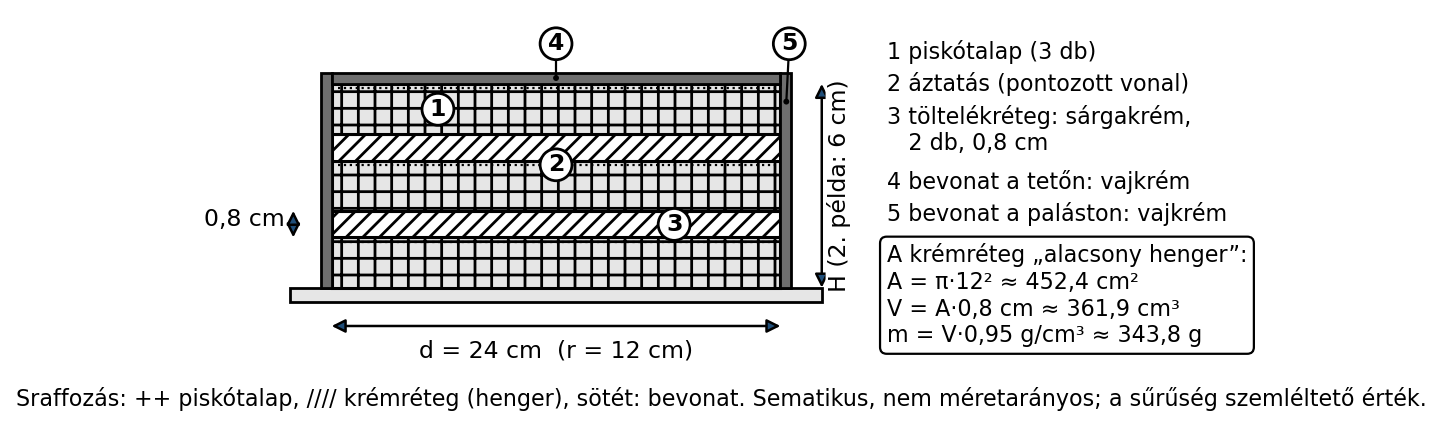 4
5
1
2
3
0,8 cm
H (2. példa: 6 cm)
d = 24 cm (r = 12 cm)
1 piskótalap (3 db)
2 áztatás (pontozott vonal)
3 töltelékréteg: sárgakrém,
2 db, 0,8 cm
4 bevonat a tetőn: vajkrém
5 bevonat a paláston: vajkrém
A krémréteg „alacsony henger”:
A = π·12² ≈ 452,4 cm²
V = A·0,8 cm ≈ 361,9 cm³
m = V·0,95 g/cm³ ≈ 343,8 g
Sraffozás: ++ piskótalap, //// krémréteg (henger), sötét: bevonat. Sematikus, nem méretarányos; a sűrűség szemléltető érték.